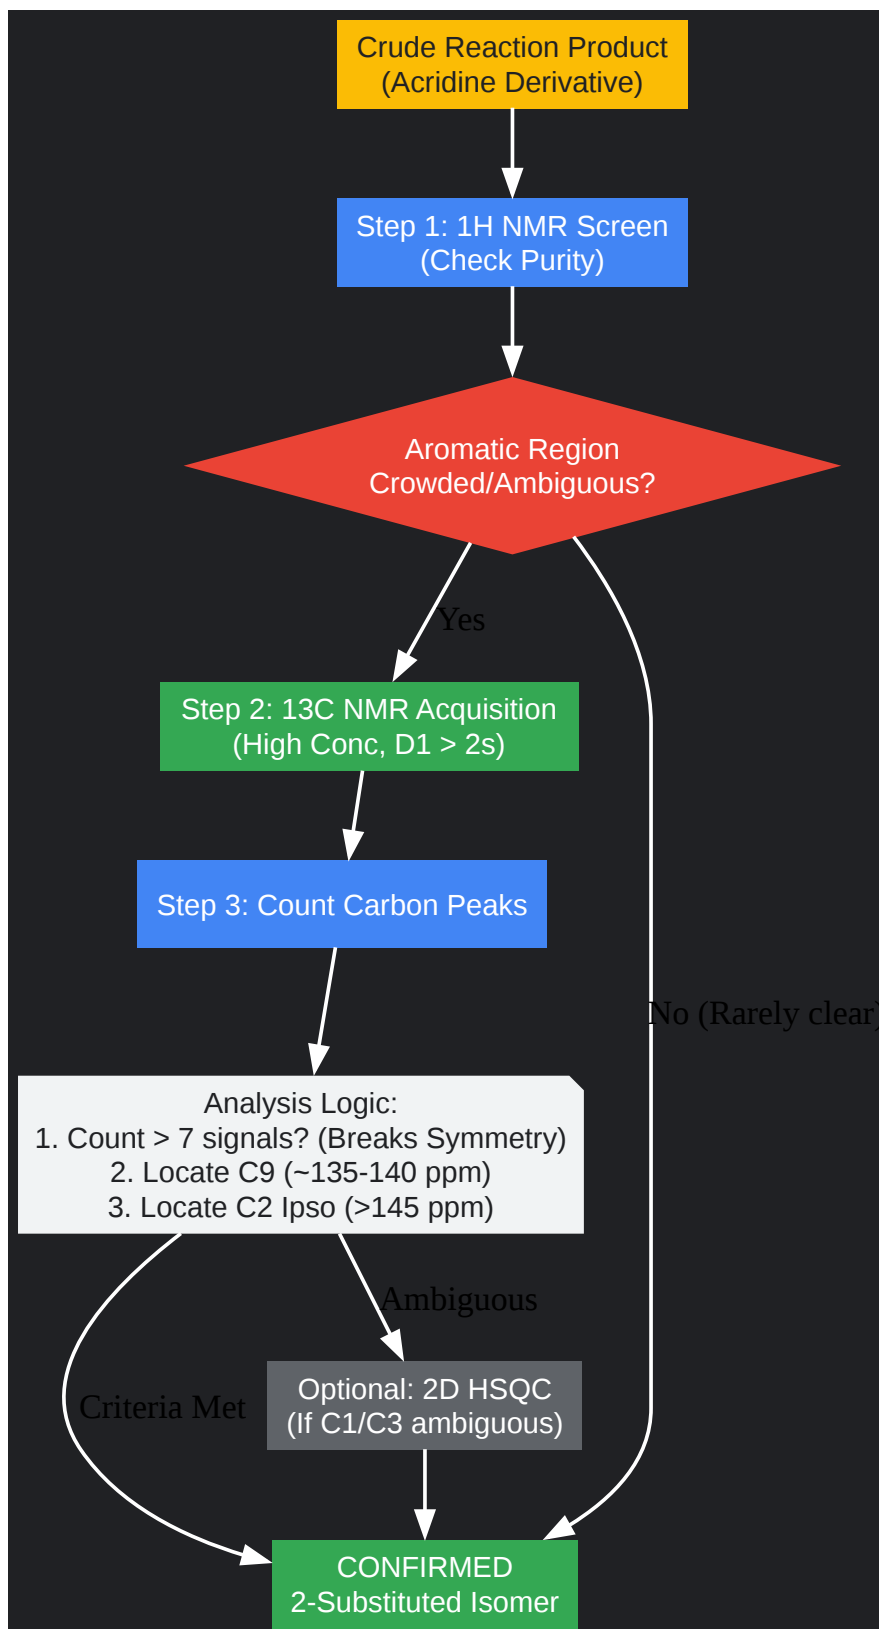 Crude Reaction Product
(Acridine Derivative)
Step 1: 1H NMR Screen
(Check Purity)
Aromatic Region
Crowded/Ambiguous?
Yes
Step 2: 13C NMR Acquisition
(High Conc, D1 > 2s)
Step 3: Count Carbon Peaks
No (Rarely clear)
Analysis Logic:
1. Count > 7 signals? (Breaks Symmetry)
2. Locate C9 (~135-140 ppm)
3. Locate C2 Ipso (>145 ppm)
Ambiguous
Optional: 2D HSQC
(If C1/C3 ambiguous)
Criteria Met
CONFIRMED
2-Substituted Isomer